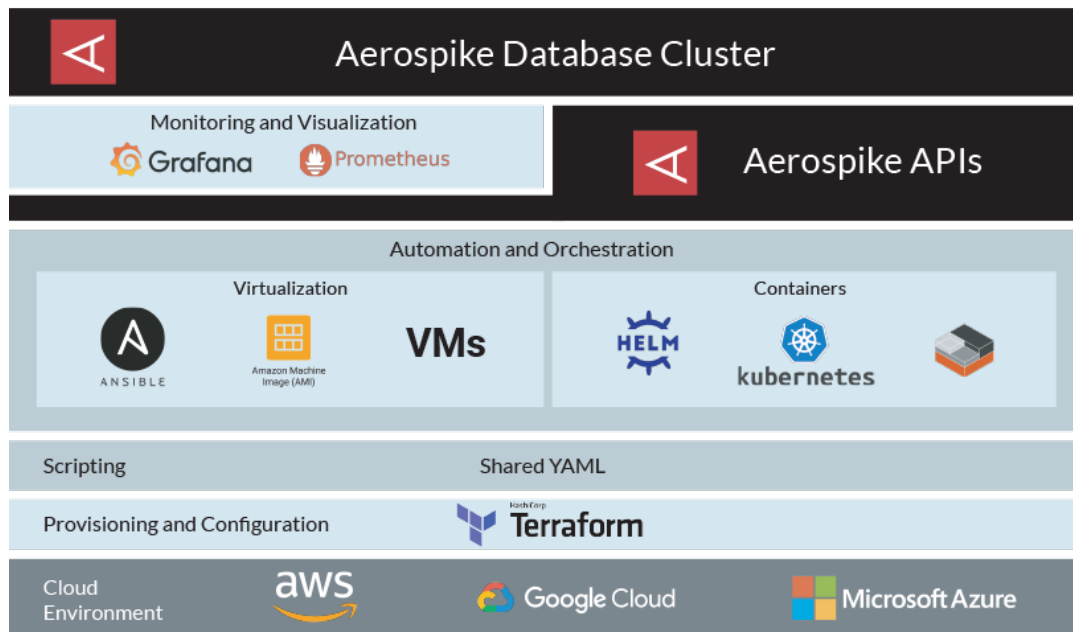 Aerospike Database Cluster
Monitoring and Visualization
Grafana
Prometheus
Aerospike APIs
Automation and Orchestration
Virtualization
ANSIBLE
Amazon Machine
Image (AMI)
VMs
Containers
HELM
kubernetes
Scripting
Shared YAML
Provisioning and Configuration
HashiCorp
Terraform
Cloud
Environment
aws
Google Cloud
Microsoft Azure